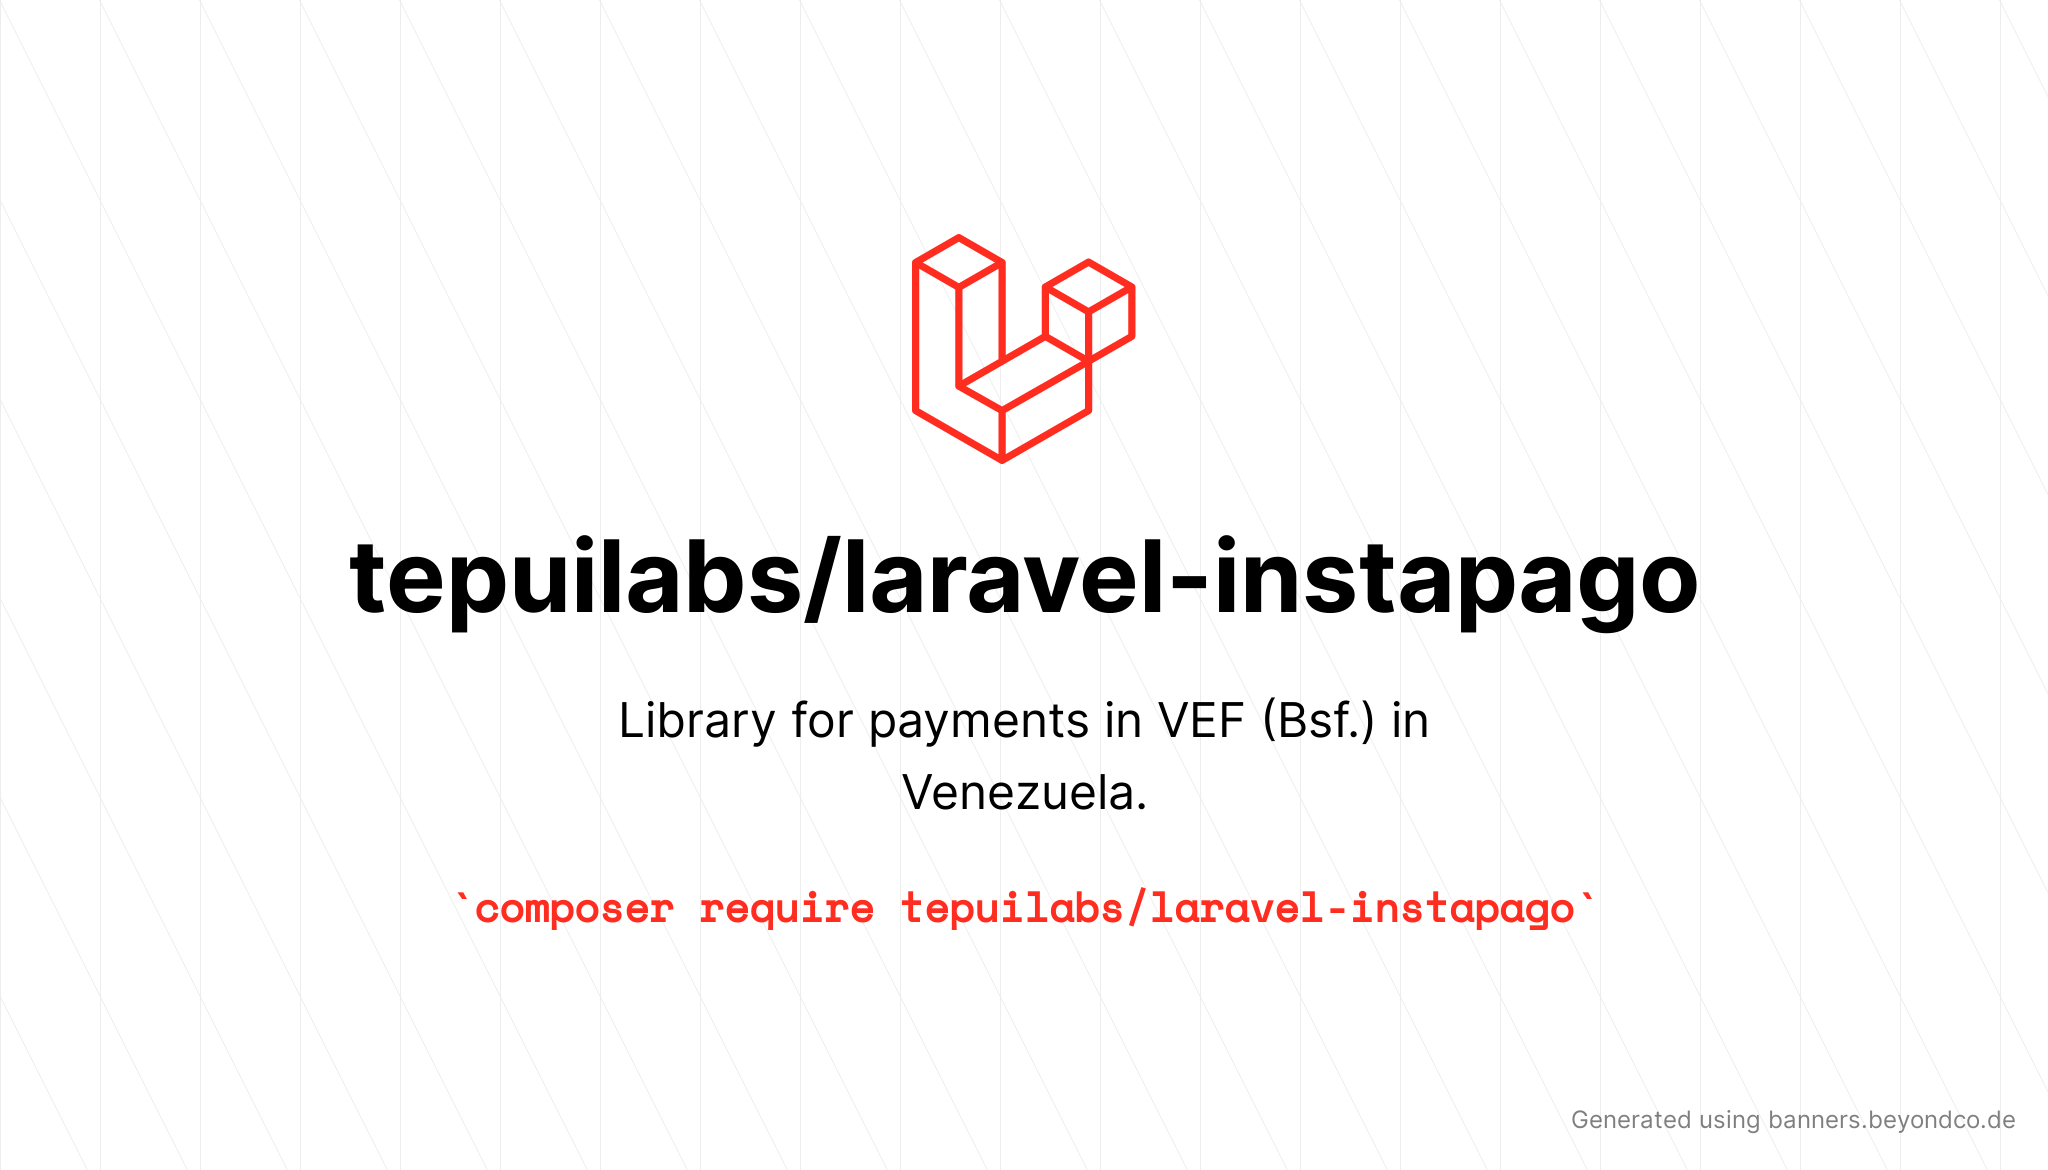 tepuilabs/laravel-instapago
Library for payments in VEF (Bsf.) in
Venezuela.
`composer require tepuilabs/laravel-instapago`
Generated using banners.beyondco.de